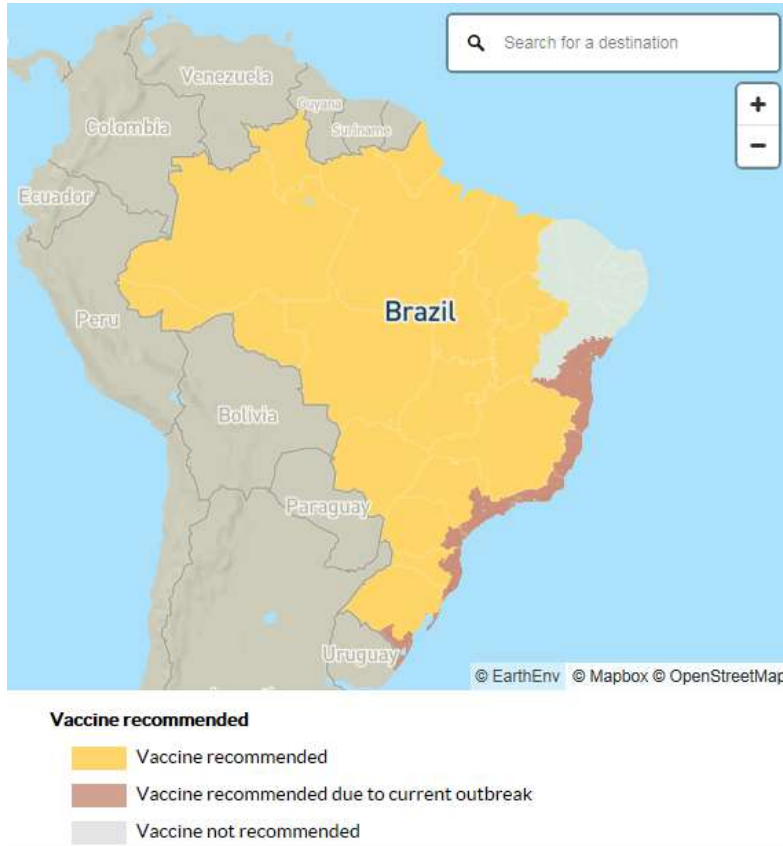 Search for a destination
Venezuela
+
Guyana
Colombia
Suriname
−
Ecuador
Brazil
Peru
Bolivia
Paraguay
Uruguay
© EarthEnv © Mapbox © OpenStreetMap
Vaccine recommended
Vaccine recommended
Vaccine recommended due to current outbreak
Vaccine not recommended